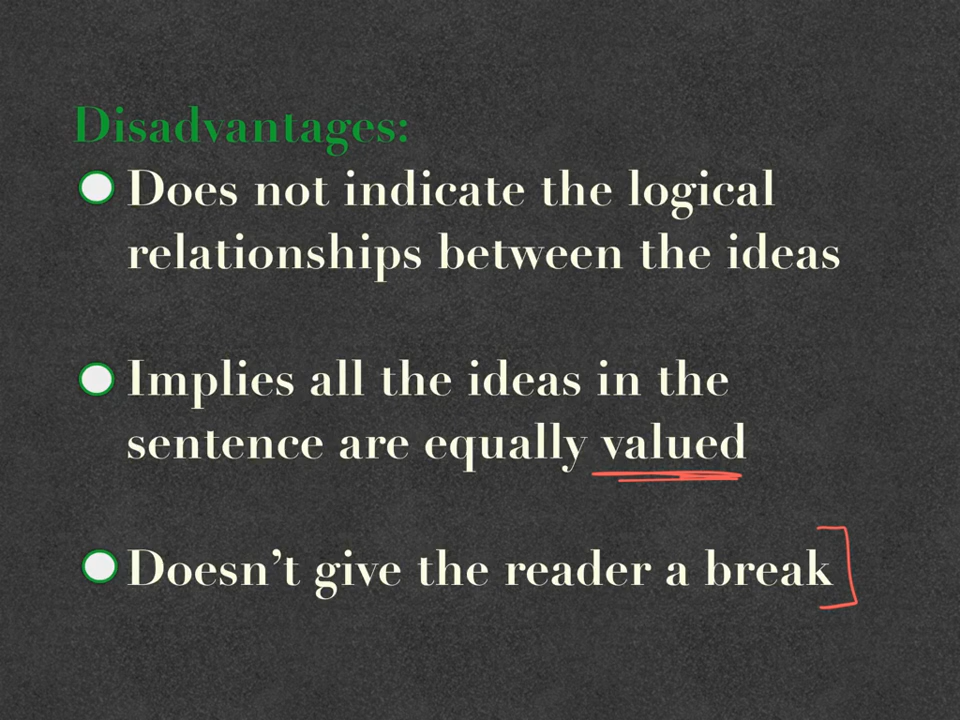 Disadvantages:
Does not indicate the logical
relationships between the ideas
Implies all the ideas in the
sentence are equally valued
Doesn’t give the reader a break